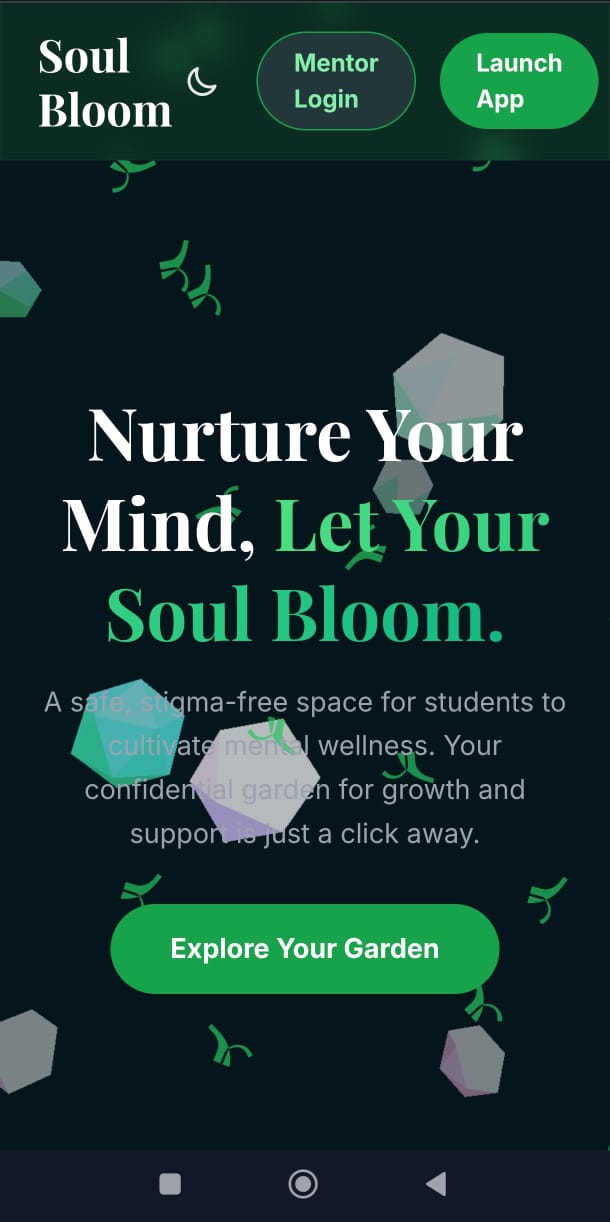 Soul
Bloom
Mentor
Login
Launch
App
Nurture Your
Mind, Let Your
Soul Bloom.
A safe, stigma-free space for students to
cultivate mental wellness. Your
confidential garden for growth and
support is just a click away.
Explore Your Garden